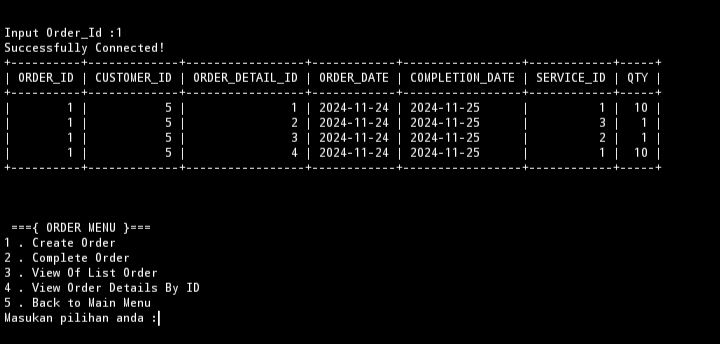 Input Order_Id :1
Successfully Connected!
+----------+-------------+-----------------+------------+-----------------+------------+-----+
| ORDER_ID | CUSTOMER_ID | ORDER_DETAIL_ID | ORDER_DATE | COMPLETION_DATE | SERVICE_ID | QTY |
+----------+-------------+-----------------+------------+-----------------+------------+-----+
|        1 |           5 |               1 | 2024-11-24 | 2024-11-25      |          1 |  10 |
|        1 |           5 |               2 | 2024-11-24 | 2024-11-25      |          3 |   1 |
|        1 |           5 |               3 | 2024-11-24 | 2024-11-25      |          2 |   1 |
|        1 |           5 |               4 | 2024-11-24 | 2024-11-25      |          1 |  10 |
+----------+-------------+-----------------+------------+-----------------+------------+-----+
===={ ORDER MENU }===
1 . Create Order
2 . Complete Order
3 . View Of List Order
4 . View Order Details By ID
5 . Back to Main Menu
Masukan pilihan anda :